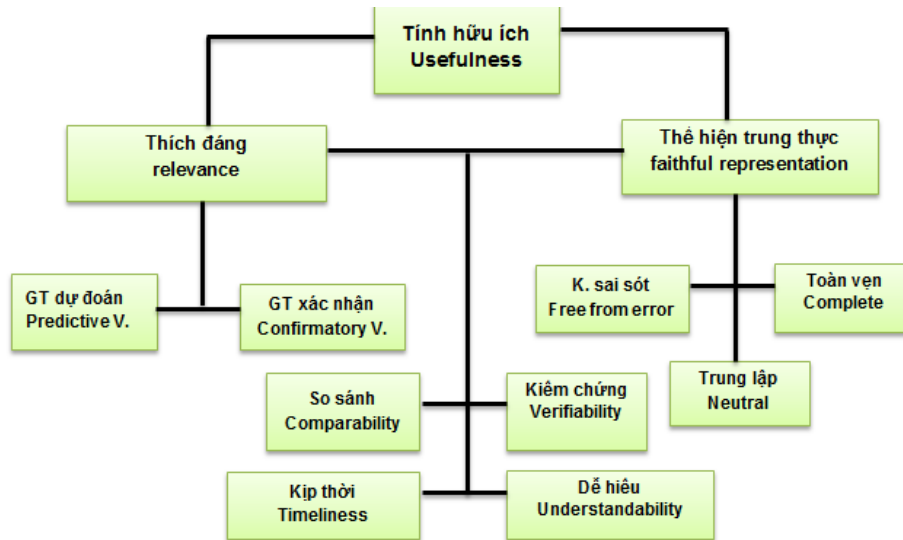 Tính hữu ích
Usefulness
Thích đáng
relevance
Thể hiện trung thực
faithful representation
GT dự đoán
Predictive V.
GT xác nhận
Confirmatory V.
K. sai sót
Free from error
Toàn vẹn
Complete
Trung lập
Neutral
So sánh
Comparability
Kiêm chứng
Verifiability
Kịp thời
Timeliness
Dễ hiêu
Understandability